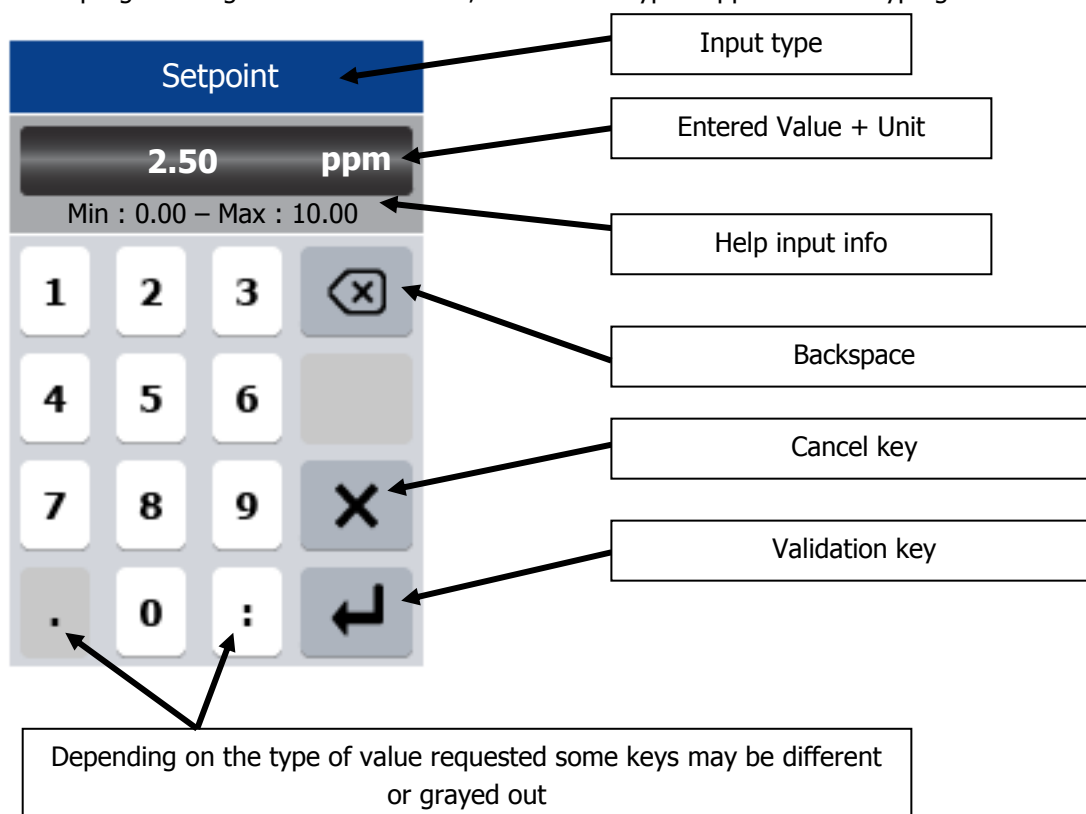 Setpoint
Input type
2.50 ppm
Entered Value + Unit
Min : 0.00 – Max : 10.00
Help input info
1 2 3
Backspace
4 5 6
Cancel key
7 8 9
Validation key
. 0 :
Depending on the type of value requested some keys may be different
or grayed out